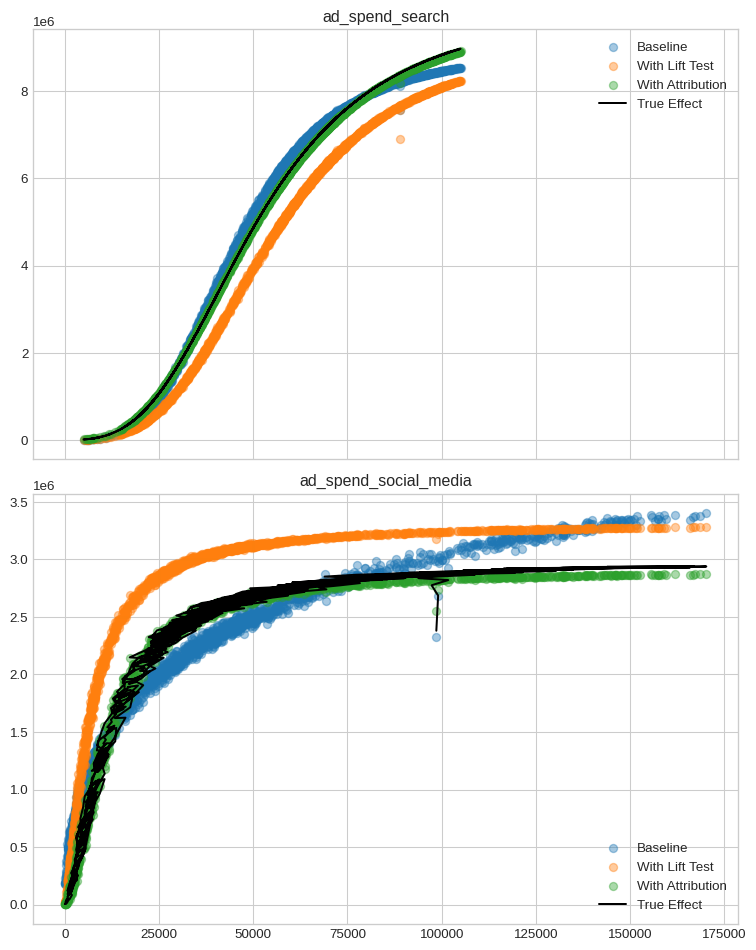 ad_spend_search
1e6
Baseline
With Lift Test
With Attribution
True Effect
8
6
4
2
0
ad_spend_social_media
1e6
3.5
3.0
2.5
2.0
1.5
1.0
0.5
0.0
Baseline
With Lift Test
With Attribution
True Effect
0 25000 50000 75000 100000 125000 150000 175000